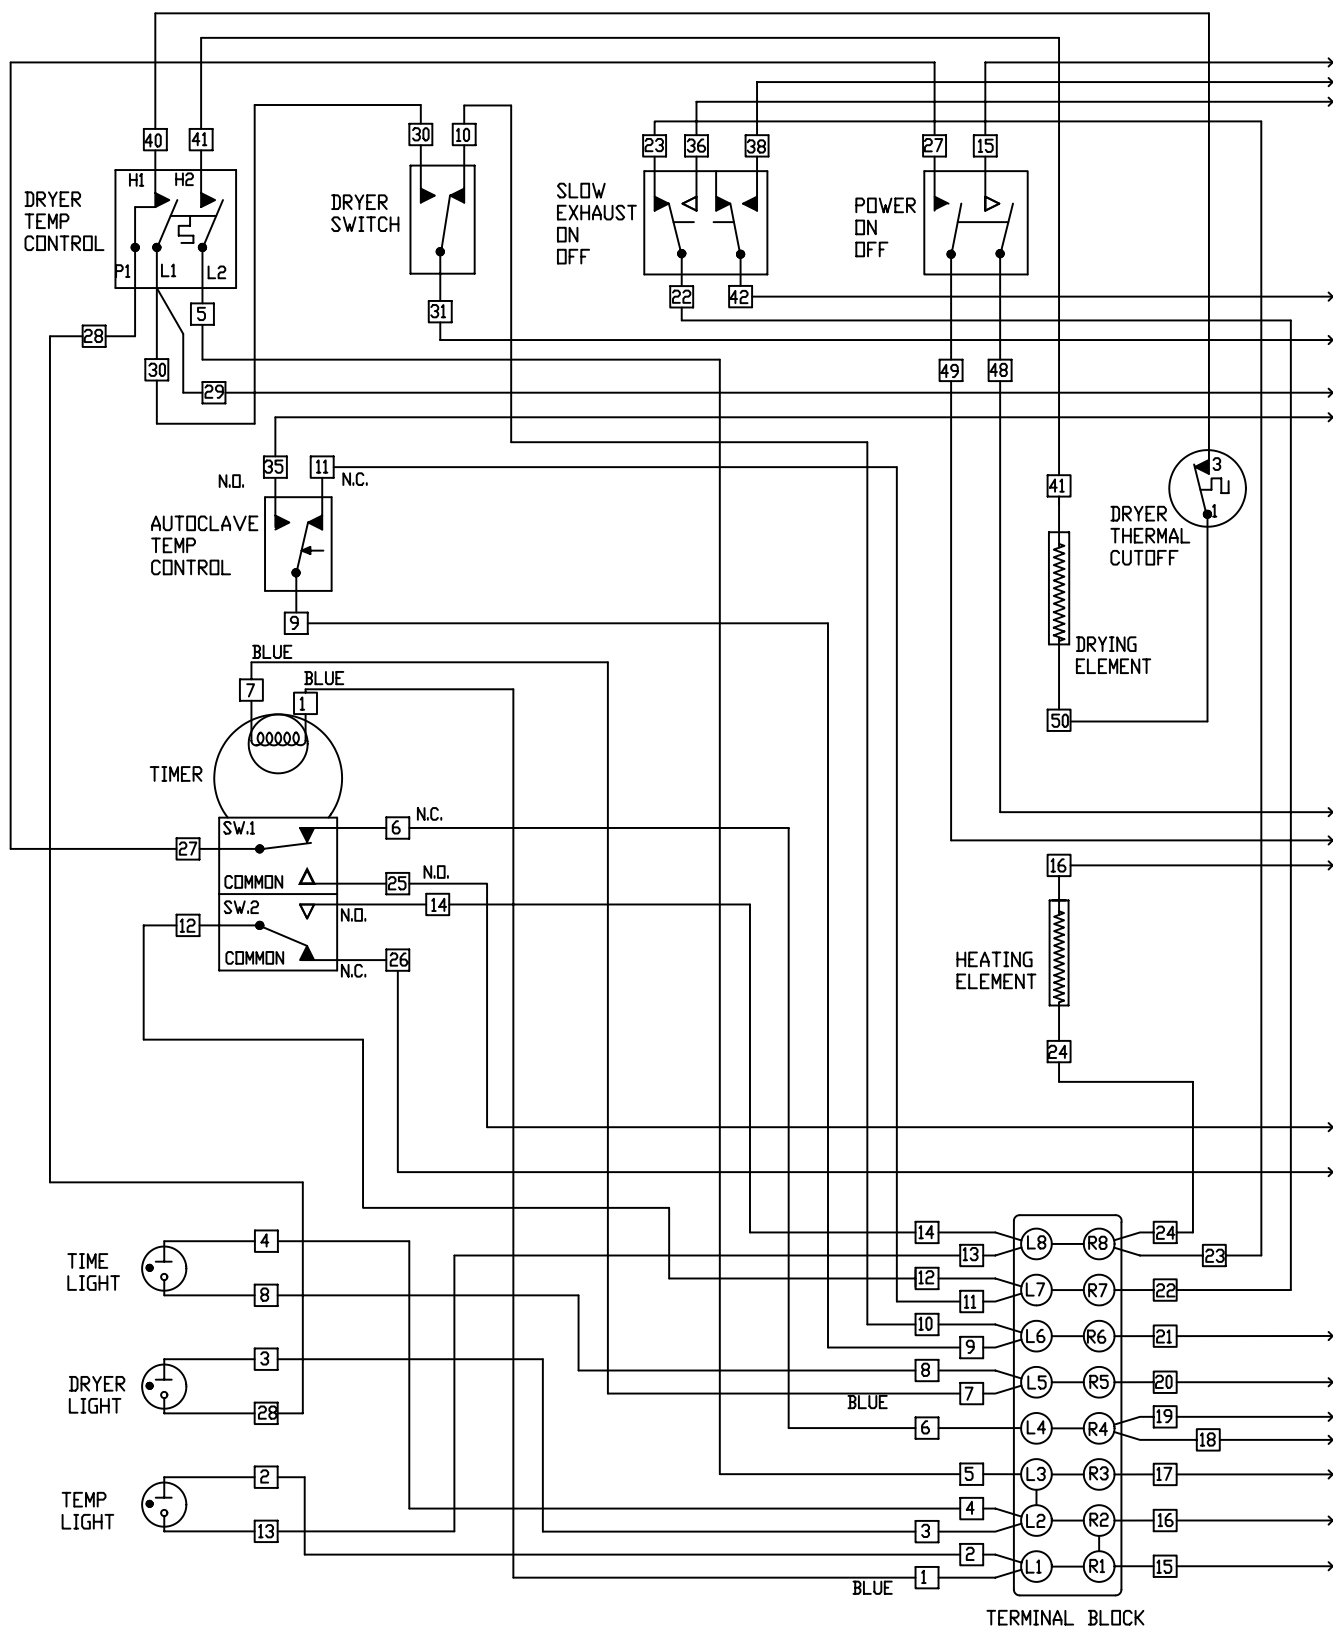 40
41
30
10
23
36
38
27
15
H1
H2
DRYER
TEMP
CONTROL
P1
L1
L2
DRYER
SWITCH
SLOW
EXHAUST
ON
OFF
POWER
ON
OFF
5
31
22
42
28
30
29
49
48
35
11
N.O.
N.C.
3
1
41
DRYER
THERMAL
CUTOFF
AUTOCLAVE
TEMP
CONTROL
9
DRYING
ELEMENT
50
BLUE
BLUE
7
1
TIMER
SW.1
6
N.C.
27
COMMON
25
N.O.
SW.2
14
N.O.
12
COMMON
26
N.C.
16
HEATING
ELEMENT
24
TIME
LIGHT
4
8
DRYER
LIGHT
3
28
TEMP
LIGHT
2
13
14
L8
R8
24
13
23
12
L7
R7
22
11
10
L6
R6
21
9
8
L5
R5
20
BLUE
7
6
L4
R4
19
18
5
L3
R3
17
4
L2
R2
16
3
2
L1
R1
15
BLUE
1
TERMINAL BLOCK